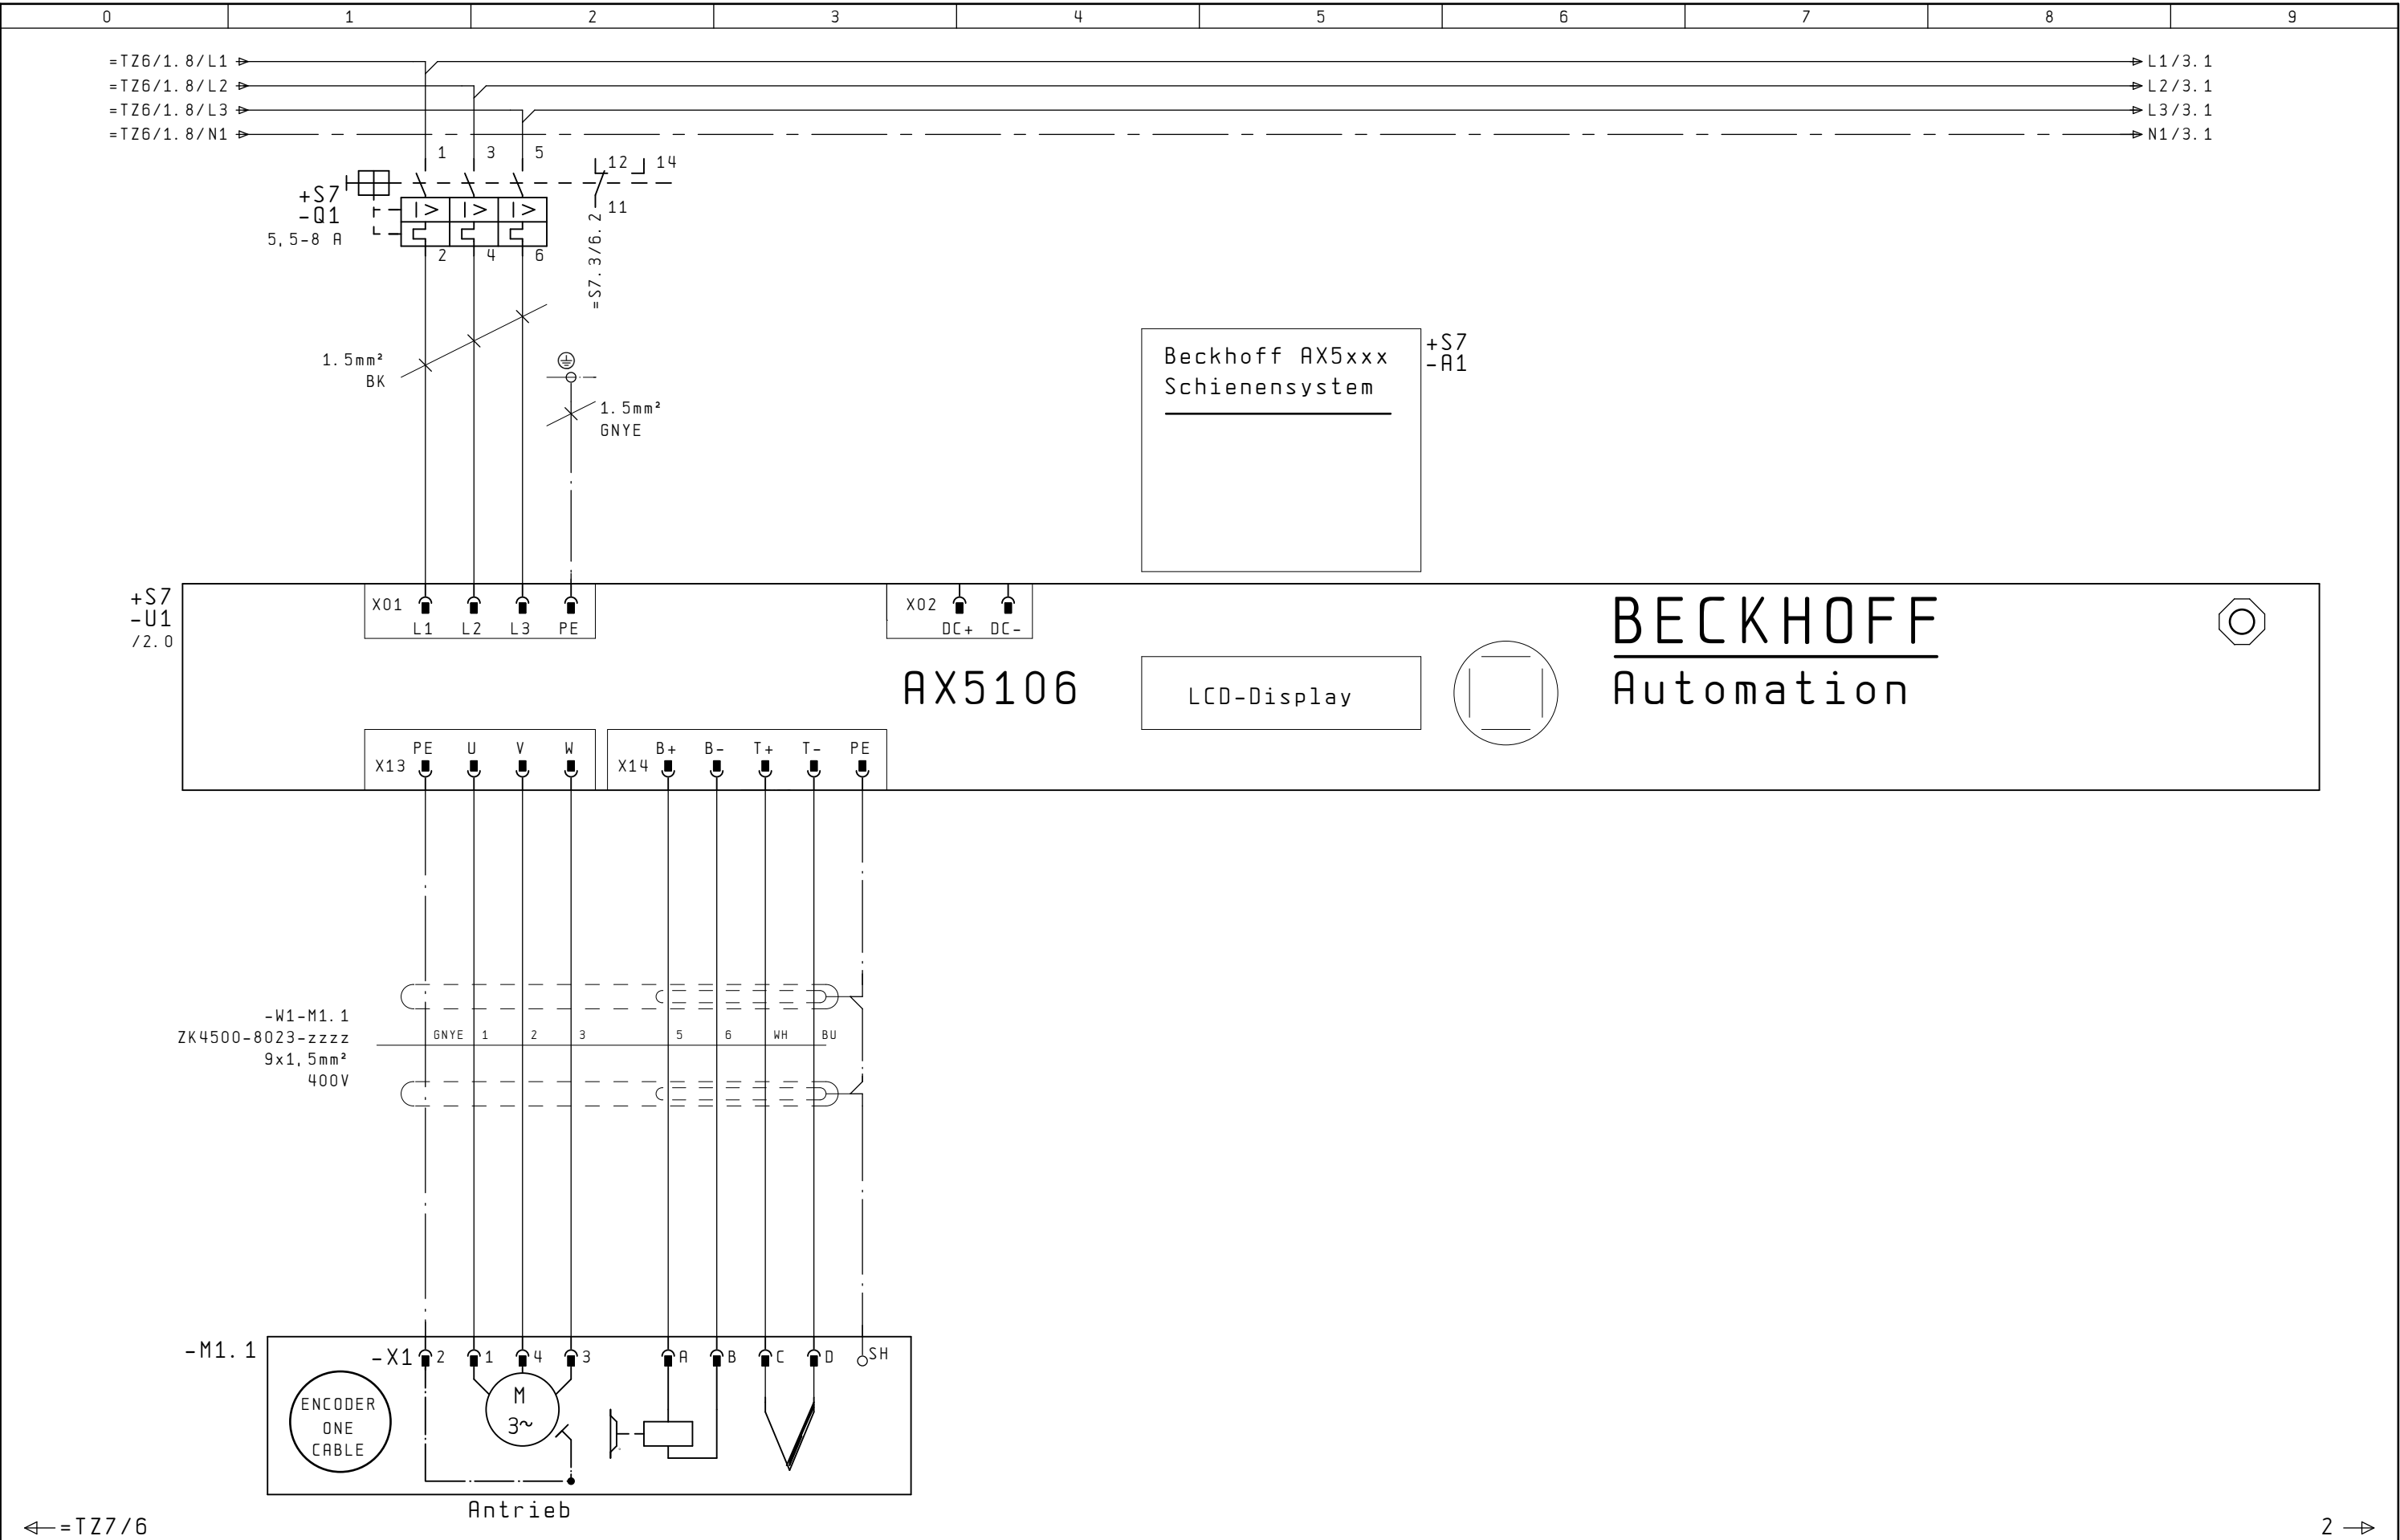 0 1 2 3 4 5 6 7 8 9
=TZ6/1.8/L1 L1/3.1
=TZ6/1.8/L2 L2/3.1
=TZ6/1.8/L3 L3/3.1
=TZ6/1.8/N1 N1/3.1
1 3 5 12 14
+S7
-Q1
5,5-8 A
I> I> I>
11
2 4 6
=S7.3/6.2
1.5mm²
BK
1.5mm²
GNYE
Beckhoff AX5xxx
Schienensystem
+S7
-A1
+S7
-U1
/2.0
X01
L1 L2 L3 PE
X02
DC+ DC-
AX5106
LCD-Display
BECKHOFF
Automation
X13
PE U V W
X14
B+ B- T+ T- PE
-W1-M1.1
ZK4500-8023-zzzz
9x1,5mm²
400V
GNYE 1 2 3 5 6 WH BU
-M1.1
-X1 2 1 4 3 A B C D SH
ENCODER
ONE
CABLE
M
3~
Antrieb
=TZ7/6
2